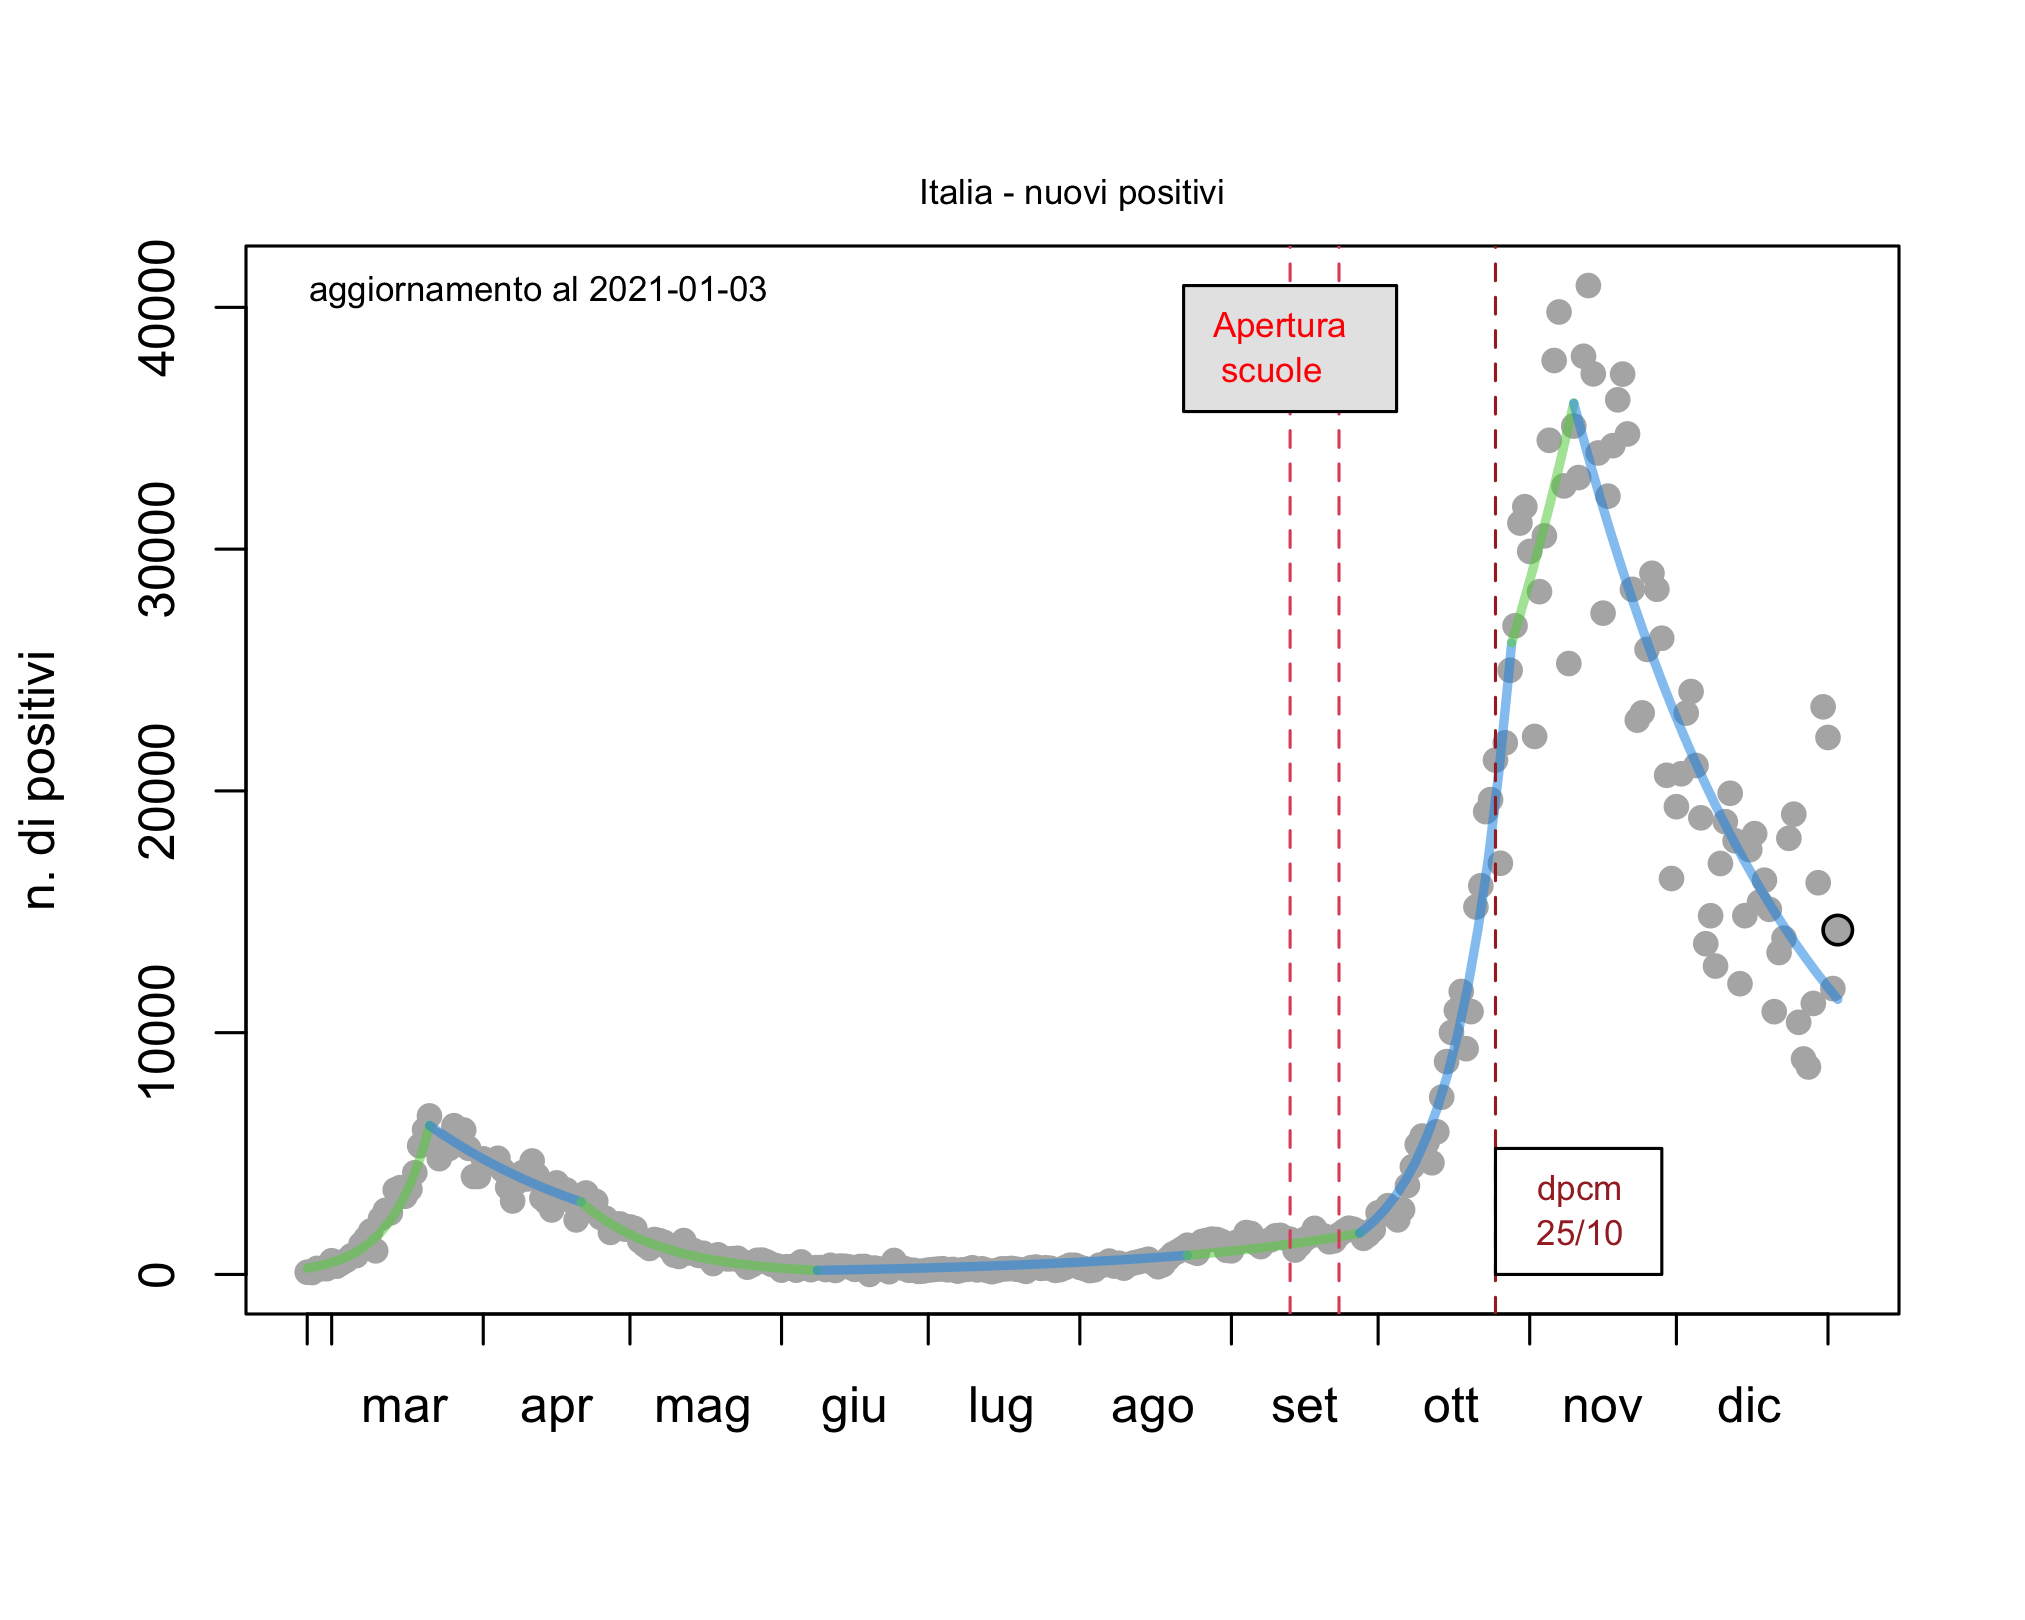 Italia - nuovi positivi
aggiornamento al 2021-01-03
Apertura
scuole
n. di positivi
40000
30000
20000
10000
0
dpcm
25/10
mar apr mag giu lug ago set ott nov dic